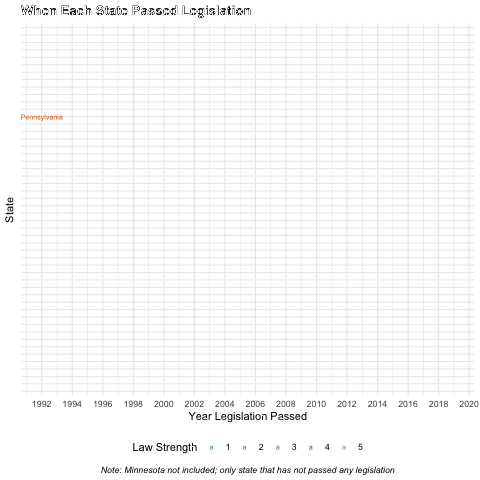 When Each State Passed Legislation
Pennsylvania
State
1992 1994 1996 1998 2000 2002 2004 2006 2008 2010 2012 2014 2016 2018 2020
Year Legislation Passed
Law Strength a 1 a 2 a 3 a 4 a 5
Note: Minnesota not included; only state that has not passed any legislation